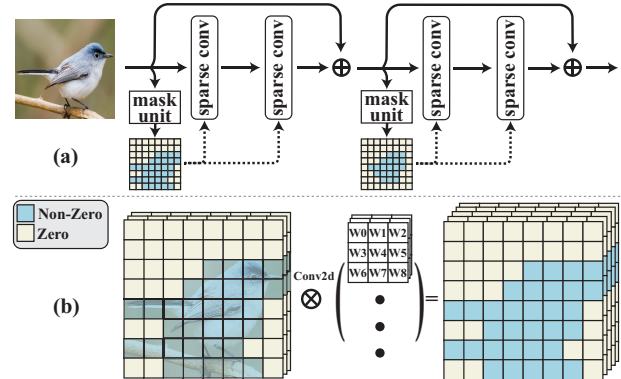 sparse conv
sparse conv
sparse conv
sparse conv
mask
unit
mask
unit
(a)
Non-Zero
Zero
(b)
Conv2d
W0 W1 W2
W3 W4 W5
W6 W7 W8
=